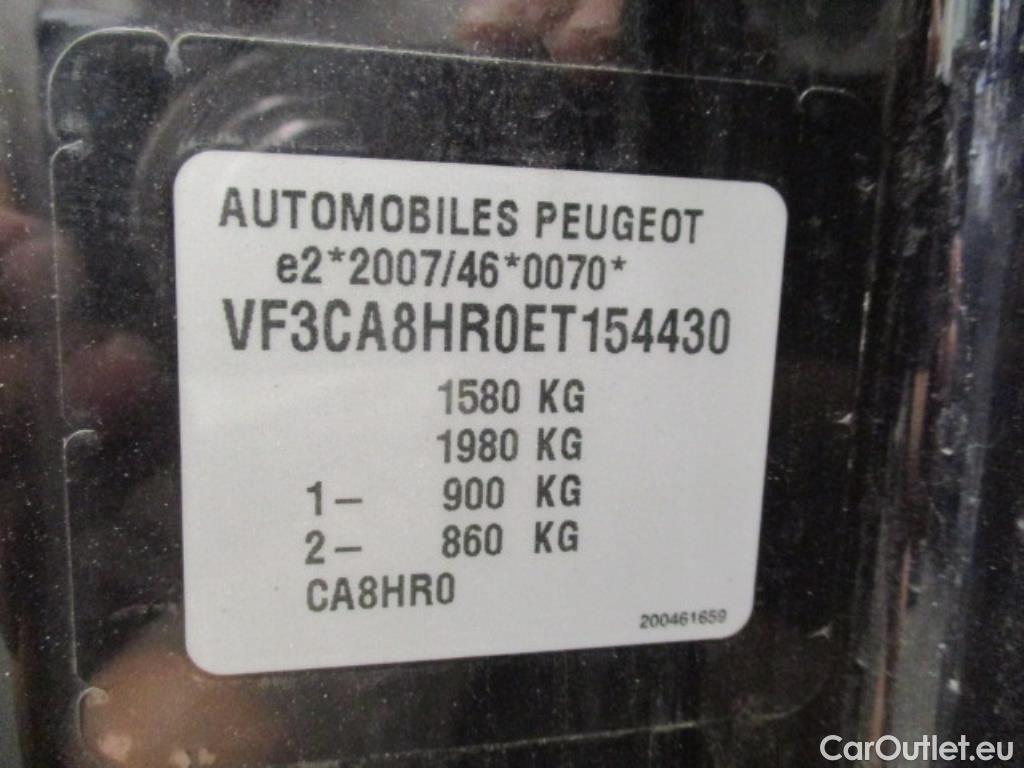 AUTOMOBILES PEUGEOT
e2*2007/46*0070*
VF3CA8HR0ET154430
1580 KG
1980 KG
1– 900 KG
2– 860 KG
CA8HR0
200461659
CarOutlet.eu